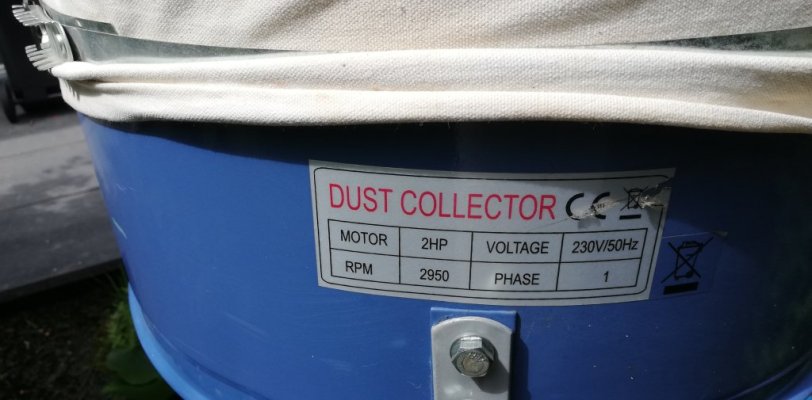 DUST COLLECTOR CE
MOTOR 2HP VOLTAGE 230V/50Hz
RPM 2950 PHASE 1